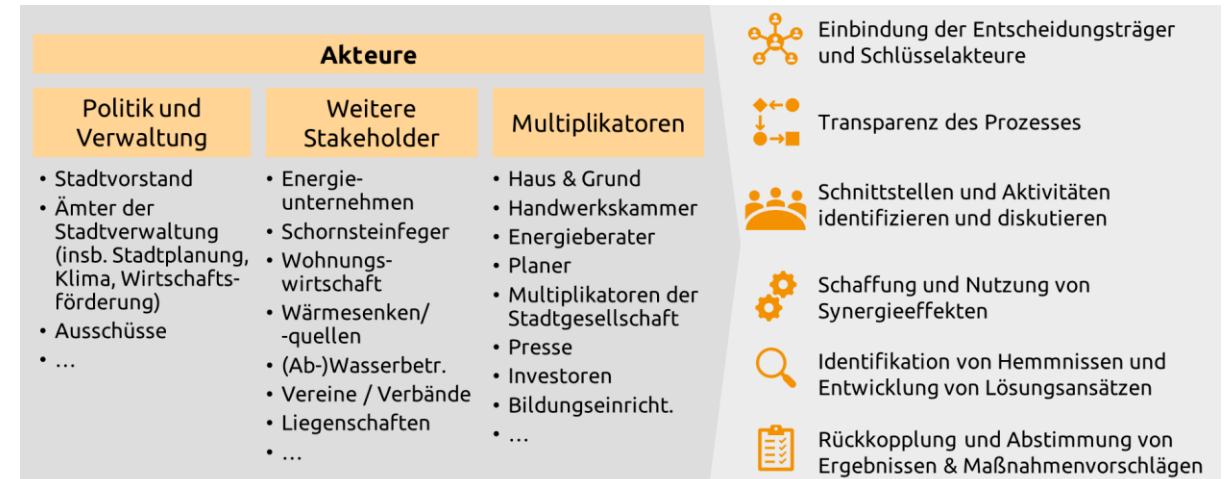 Akteure
Politik und
Verwaltung
• Stadtvorstand
• Ämter der
Stadtverwaltung
(insb. Stadtplanung,
Klima, Wirtschafts-
förderung)
• Ausschüsse
• …
Weitere
Stakeholder
• Energie-
unternehmen
• Schornsteinfeger
• Wohnungs-
wirtschaft
• Wärmesenken/
-quellen
• (Ab-)Wasserbetr.
• Vereine / Verbände
• Liegenschaften
• …
Multiplikatoren
• Haus & Grund
• Handwerkskammer
• Energieberater
• Planer
• Multiplikatoren der
Stadtgesellschaft
• Presse
• Investoren
• Bildungseinricht.
• …
Einbindung der Entscheidungsträger
und Schlüsselakteure
Transparenz des Prozesses
Schnittstellen und Aktivitäten
identifizieren und diskutieren
Schaffung und Nutzung von
Synergieeffekten
Identifikation von Hemmnissen und
Entwicklung von Lösungsansätzen
Rückkopplung und Abstimmung von
Ergebnissen & Maßnahmenvorschlägen